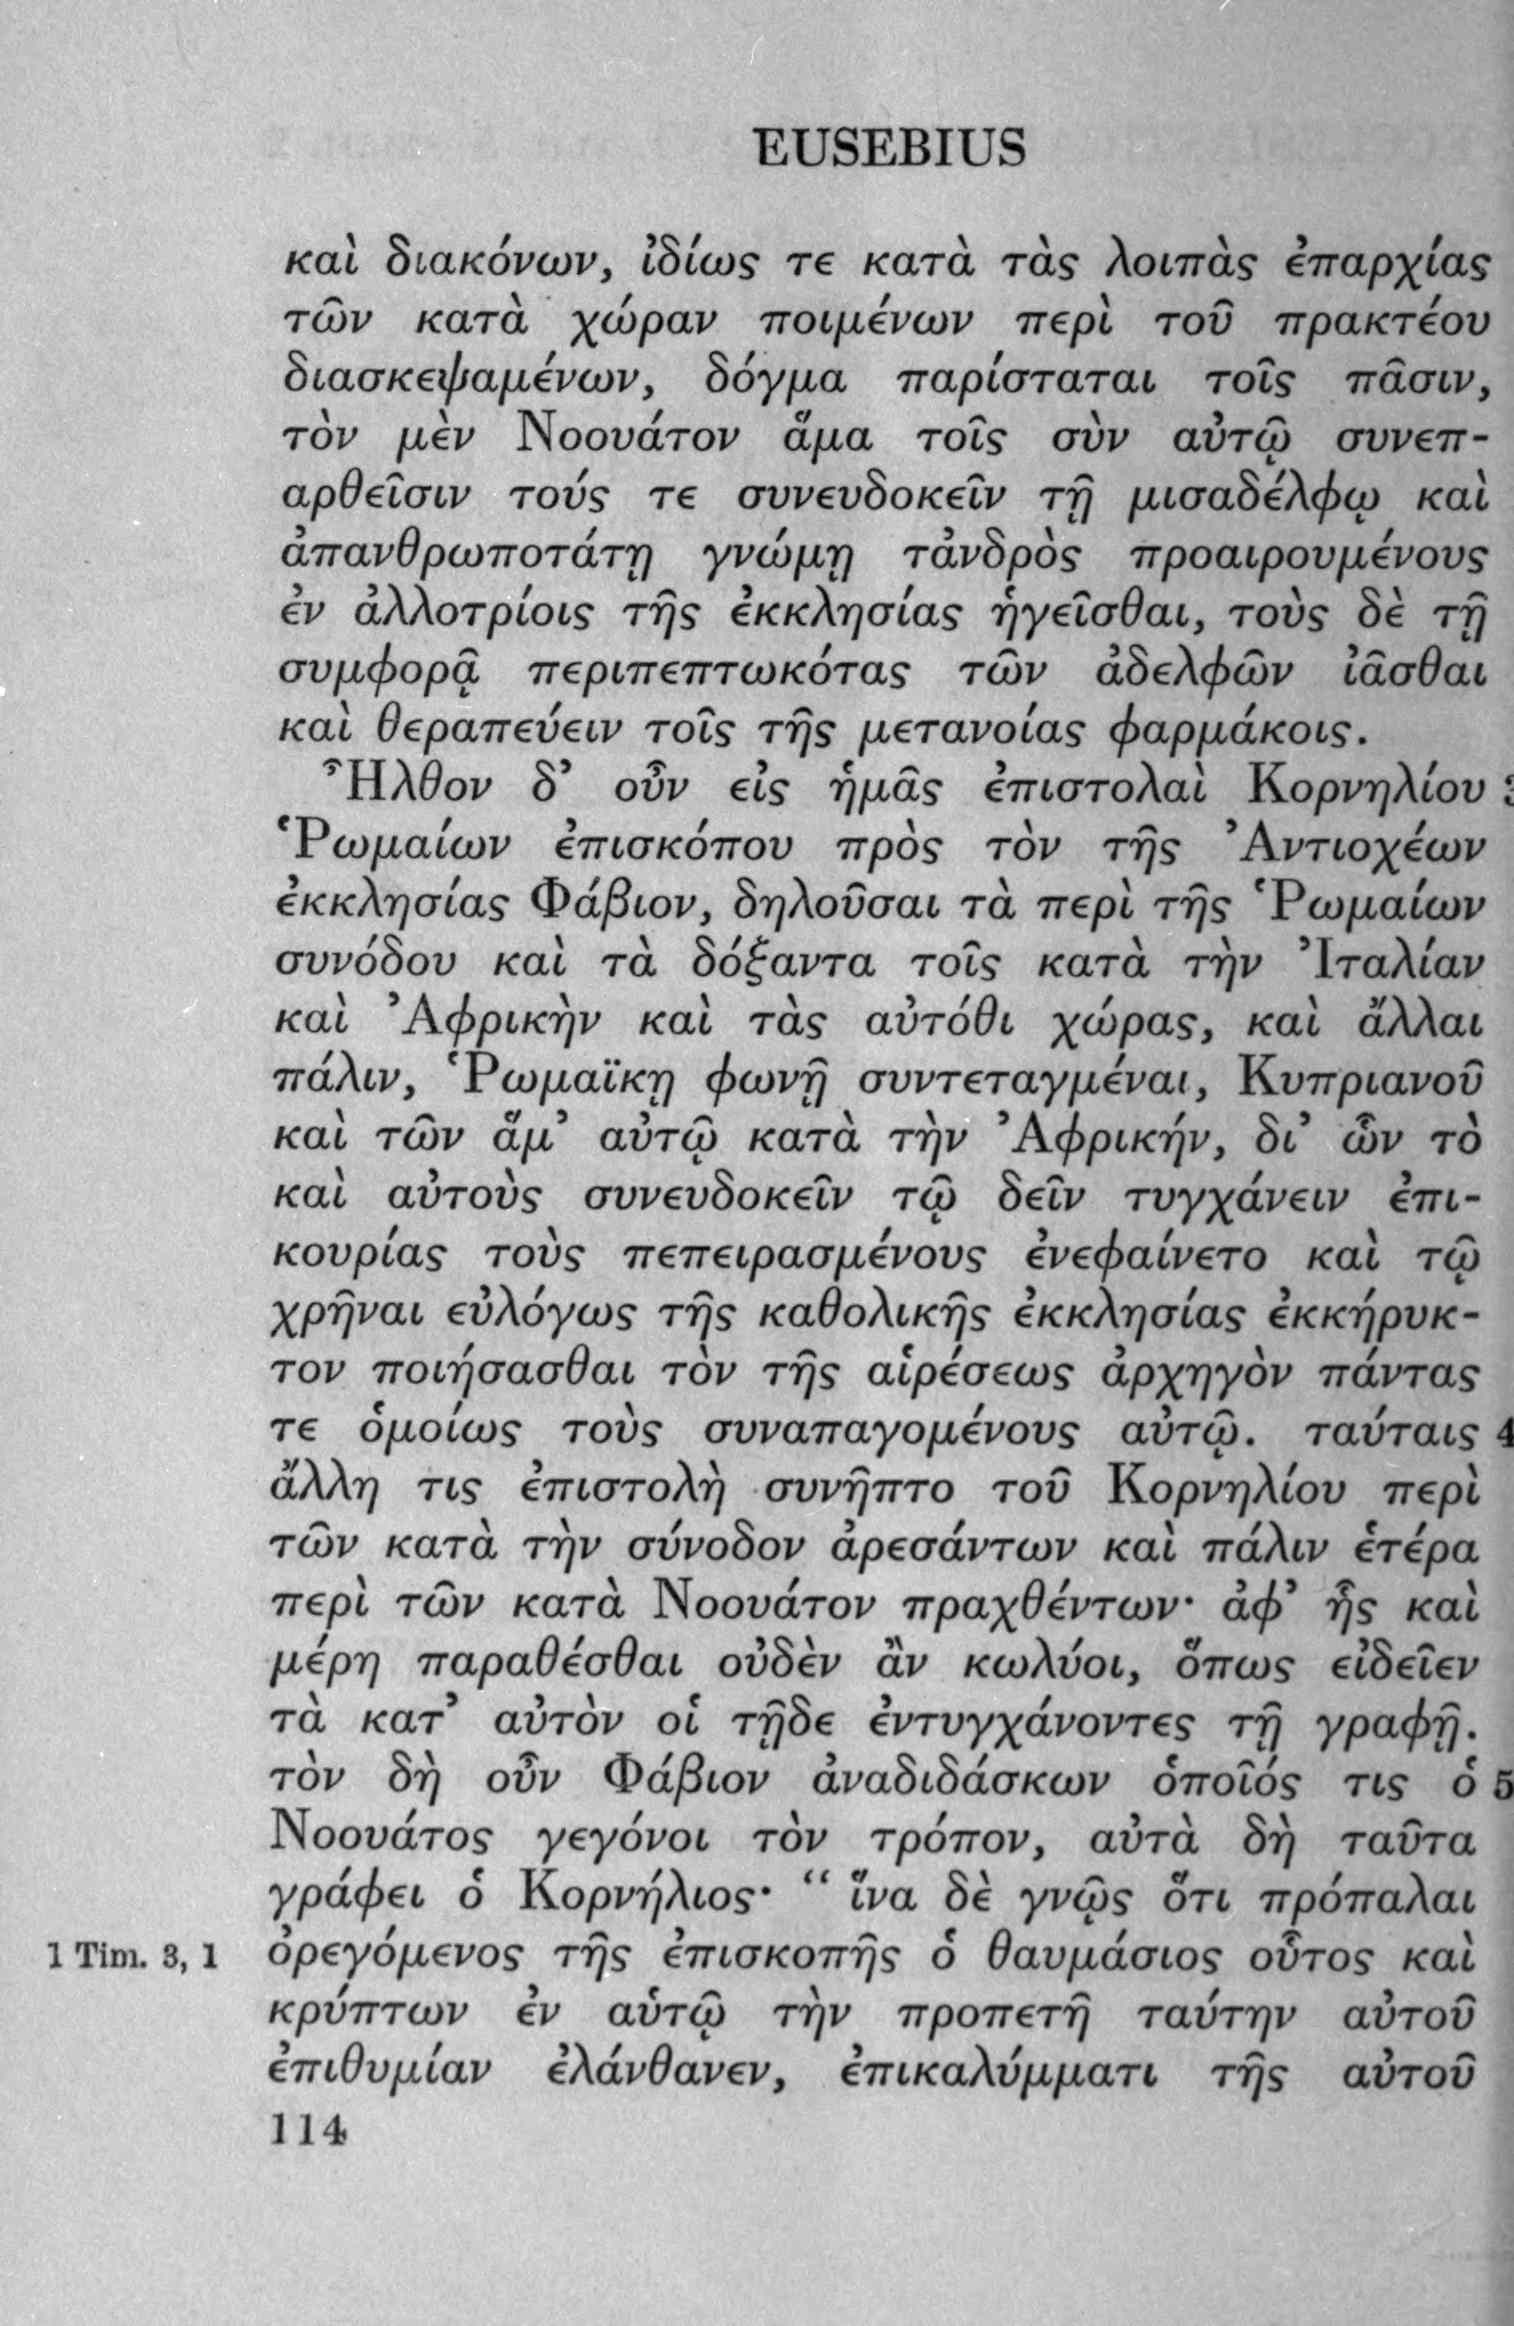 EUSEBIUS
καὶ διακόνων, ἰδίως τε κατὰ τὰς λοιπὰς ἐπαρχίας
τῶν κατὰ χώραν ποιμένων περὶ τοῦ πρακτέου
διασκεψαμένων, δόγμα παρίσταται τοῖς πᾶσιν,
τὸν μὲν Νοουάτον ἅμα τοῖς σὺν αὐτῷ συνεπ-
αρθεῖσιν τούς τε συνευδοκεῖν τῇ μισαδέλφῳ καὶ
ἀπανθρωποτάτῃ γνώμῃ τἀνδρὸς προαιρουμένους
ἐν ἀλλοτρίοις τῆς ἐκκλησίας ἡγεῖσθαι, τοὺς δὲ τῇ
συμφορᾷ περιπεπτωκότας τῶν ἀδελφῶν ἰᾶσθαι
καὶ θεραπεύειν τοῖς τῆς μετανοίας φαρμάκοις.
Ἦλθον δ’ οὖν εἰς ἡμᾶς ἐπιστολαὶ Κορνηλίου 3
Ῥωμαίων ἐπισκόπου πρὸς τὸν τῆς Ἀντιοχέων
ἐκκλησίας Φάβιον, δηλοῦσαι τὰ περὶ τῆς Ῥωμαίων
συνόδου καὶ τὰ δόξαντα τοῖς κατὰ τὴν Ἰταλίαν
καὶ Ἀφρικὴν καὶ τὰς αὐτόθι χώρας, καὶ ἄλλαι
πάλιν, Ῥωμαϊκῃ φωνῇ συντεταγμέναι, Κυπριανοῦ
καὶ τῶν ἅμ’ αὐτῷ κατὰ τὴν Ἀφρικήν, δι’ ὧν τὸ
καὶ αὐτοὺς συνευδοκεῖν τῷ δεῖν τυγχάνειν ἐπι-
κουρίας τοὺς πεπειρασμένους ἐνεφαίνετο καὶ τῷ
χρῆναι εὐλόγως τῆς καθολικῆς ἐκκλησίας ἐκκήρυκ-
τον ποιήσασθαι τὸν τῆς αἱρέσεως ἀρχηγὸν πάντας
τε ὁμοίως τοὺς συναπαγομένους αὐτῷ. ταύταις 4
ἄλλη τις ἐπιστολὴ συνῆπτο τοῦ Κορνηλίου περὶ
τῶν κατὰ τὴν σύνοδον ἀρεσάντων καὶ πάλιν ἑτέρα
περὶ τῶν κατὰ Νοουάτον πραχθέντων· ἀφ’ ἧς καὶ
μέρη παραθέσθαι οὐδὲν ἂν κωλύοι, ὅπως εἰδεῖεν
τὰ κατ’ αὐτὸν οἱ τῇδε ἐντυγχάνοντες τῇ γραφῇ.
τὸν δὴ οὖν Φάβιον ἀναδιδάσκων ὁποῖός τις ὁ 5
Νοουάτος γεγόνοι τὸν τρόπον, αὐτὰ δὴ ταῦτα
γράφει ὁ Κορνήλιος· “ ἵνα δὲ γνῷς ὅτι πρόπαλαι
1 Tim. 3, 1 ὀρεγόμενος τῆς ἐπισκοπῆς ὁ θαυμάσιος οὗτος καὶ
κρύπτων ἐν αὑτῷ τὴν προπετῆ ταύτην αὐτοῦ
ἐπιθυμίαν ἐλάνθανεν, ἐπικαλύμματι τῆς αὐτοῦ
114